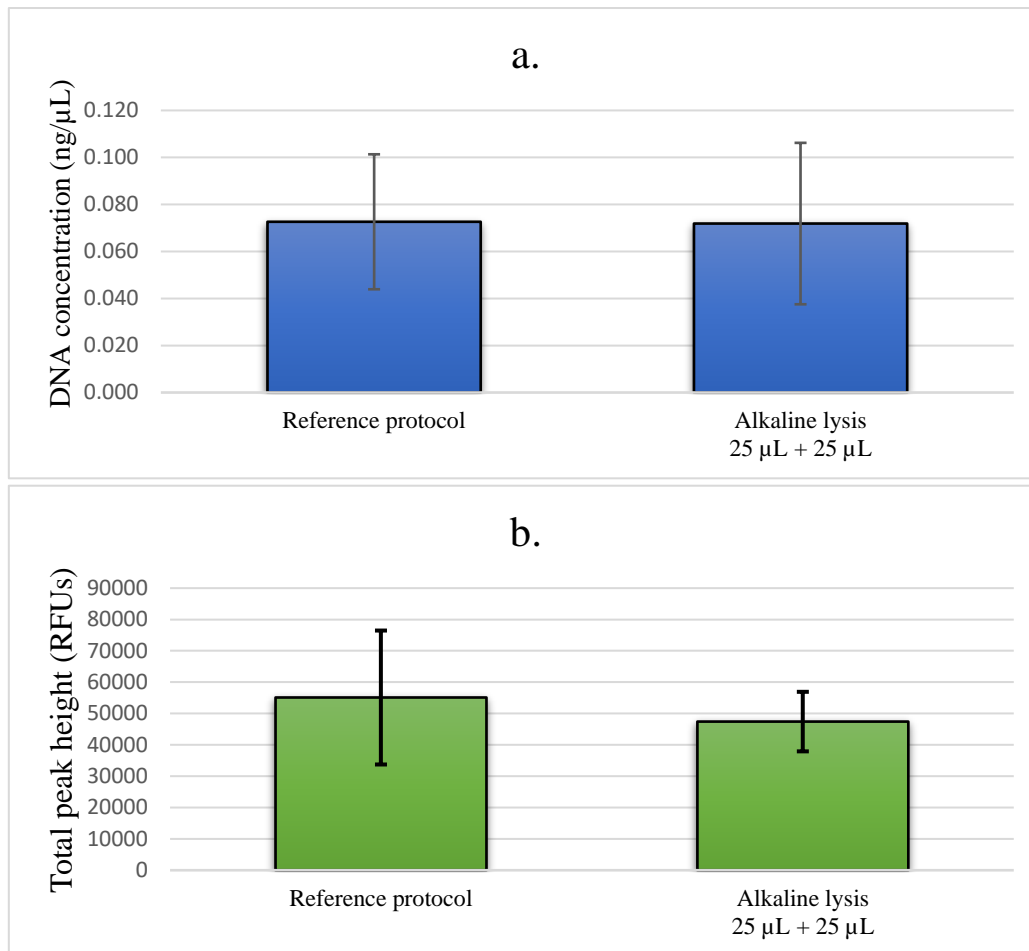 a.
DNA concentration (ng/µL)
0.120
0.100
0.080
0.060
0.040
0.020
0.000
Reference protocol
Alkaline lysis
25 µL + 25 µL
b.
Total peak height (RFUs)
90000
80000
70000
60000
50000
40000
30000
20000
10000
0
Reference protocol
Alkaline lysis
25 µL + 25 µL